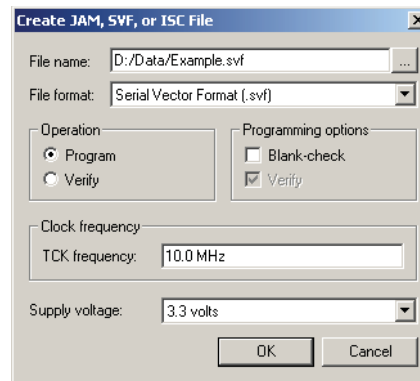 Create JAM, SVF, or ISC File
File name: D:/Data/Example.svf ...
File format: Serial Vector Format (.svf)
Operation
Program
Verify
Programming options
Blank-check
Verify
Clock frequency
TCK frequency: 10.0 MHz
Supply voltage: 3.3 volts
OK Cancel